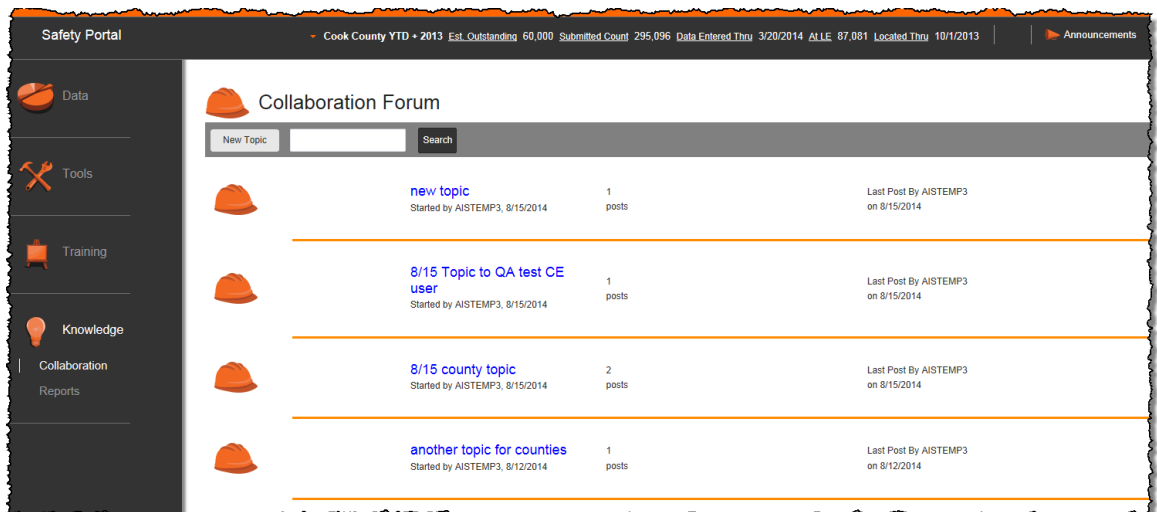 Safety Portal
Cook County YTD + 2013 Est. Outstanding 60,000 Submitted Count 295,096 Data Entered Thru 3/20/2014 At LE 87,081 Located Thru 10/1/2013
Announcements
Data
Tools
Training
Knowledge
Collaboration
Reports
Collaboration Forum
New Topic
Search
new topic
Started by AISTEMP3, 8/15/2014
1
posts
Last Post By AISTEMP3
on 8/15/2014
8/15 Topic to QA test CE
user
Started by AISTEMP3, 8/15/2014
1
posts
Last Post By AISTEMP3
on 8/15/2014
8/15 county topic
Started by AISTEMP3, 8/15/2014
2
posts
Last Post By AISTEMP3
on 8/15/2014
another topic for counties
Started by AISTEMP3, 8/12/2014
1
posts
Last Post By AISTEMP3
on 8/12/2014